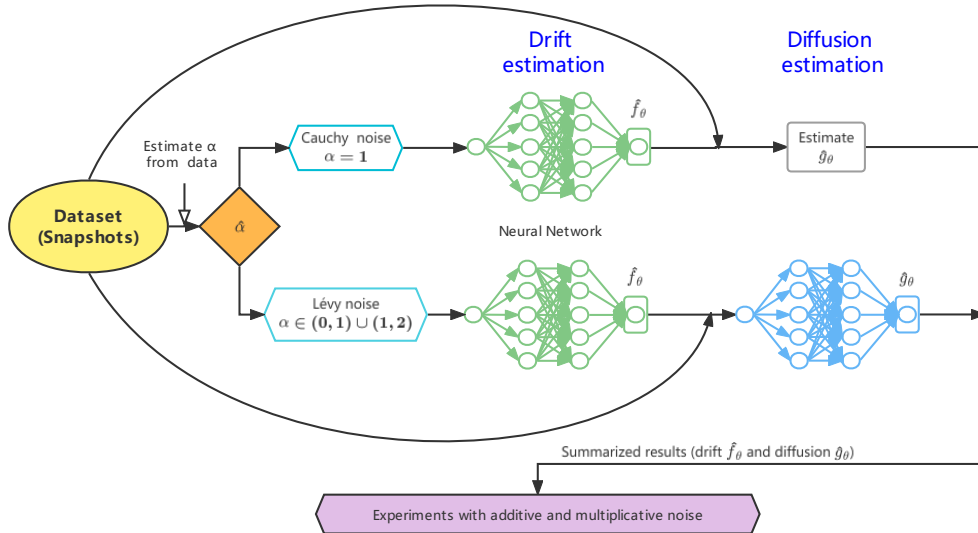 Drift
estimation
Diffusion
estimation
Estimate α
from data
Cauchy noise
α = 1
f̂θ
Estimate
ĝθ
Dataset
(Snapshots)
α̂
Neural Network
Lévy noise
α ∈ (0, 1) ∪ (1, 2)
f̂θ
ĝθ
Summarized results (drift f̂θ and diffusion ĝθ)
Experiments with additive and multiplicative noise